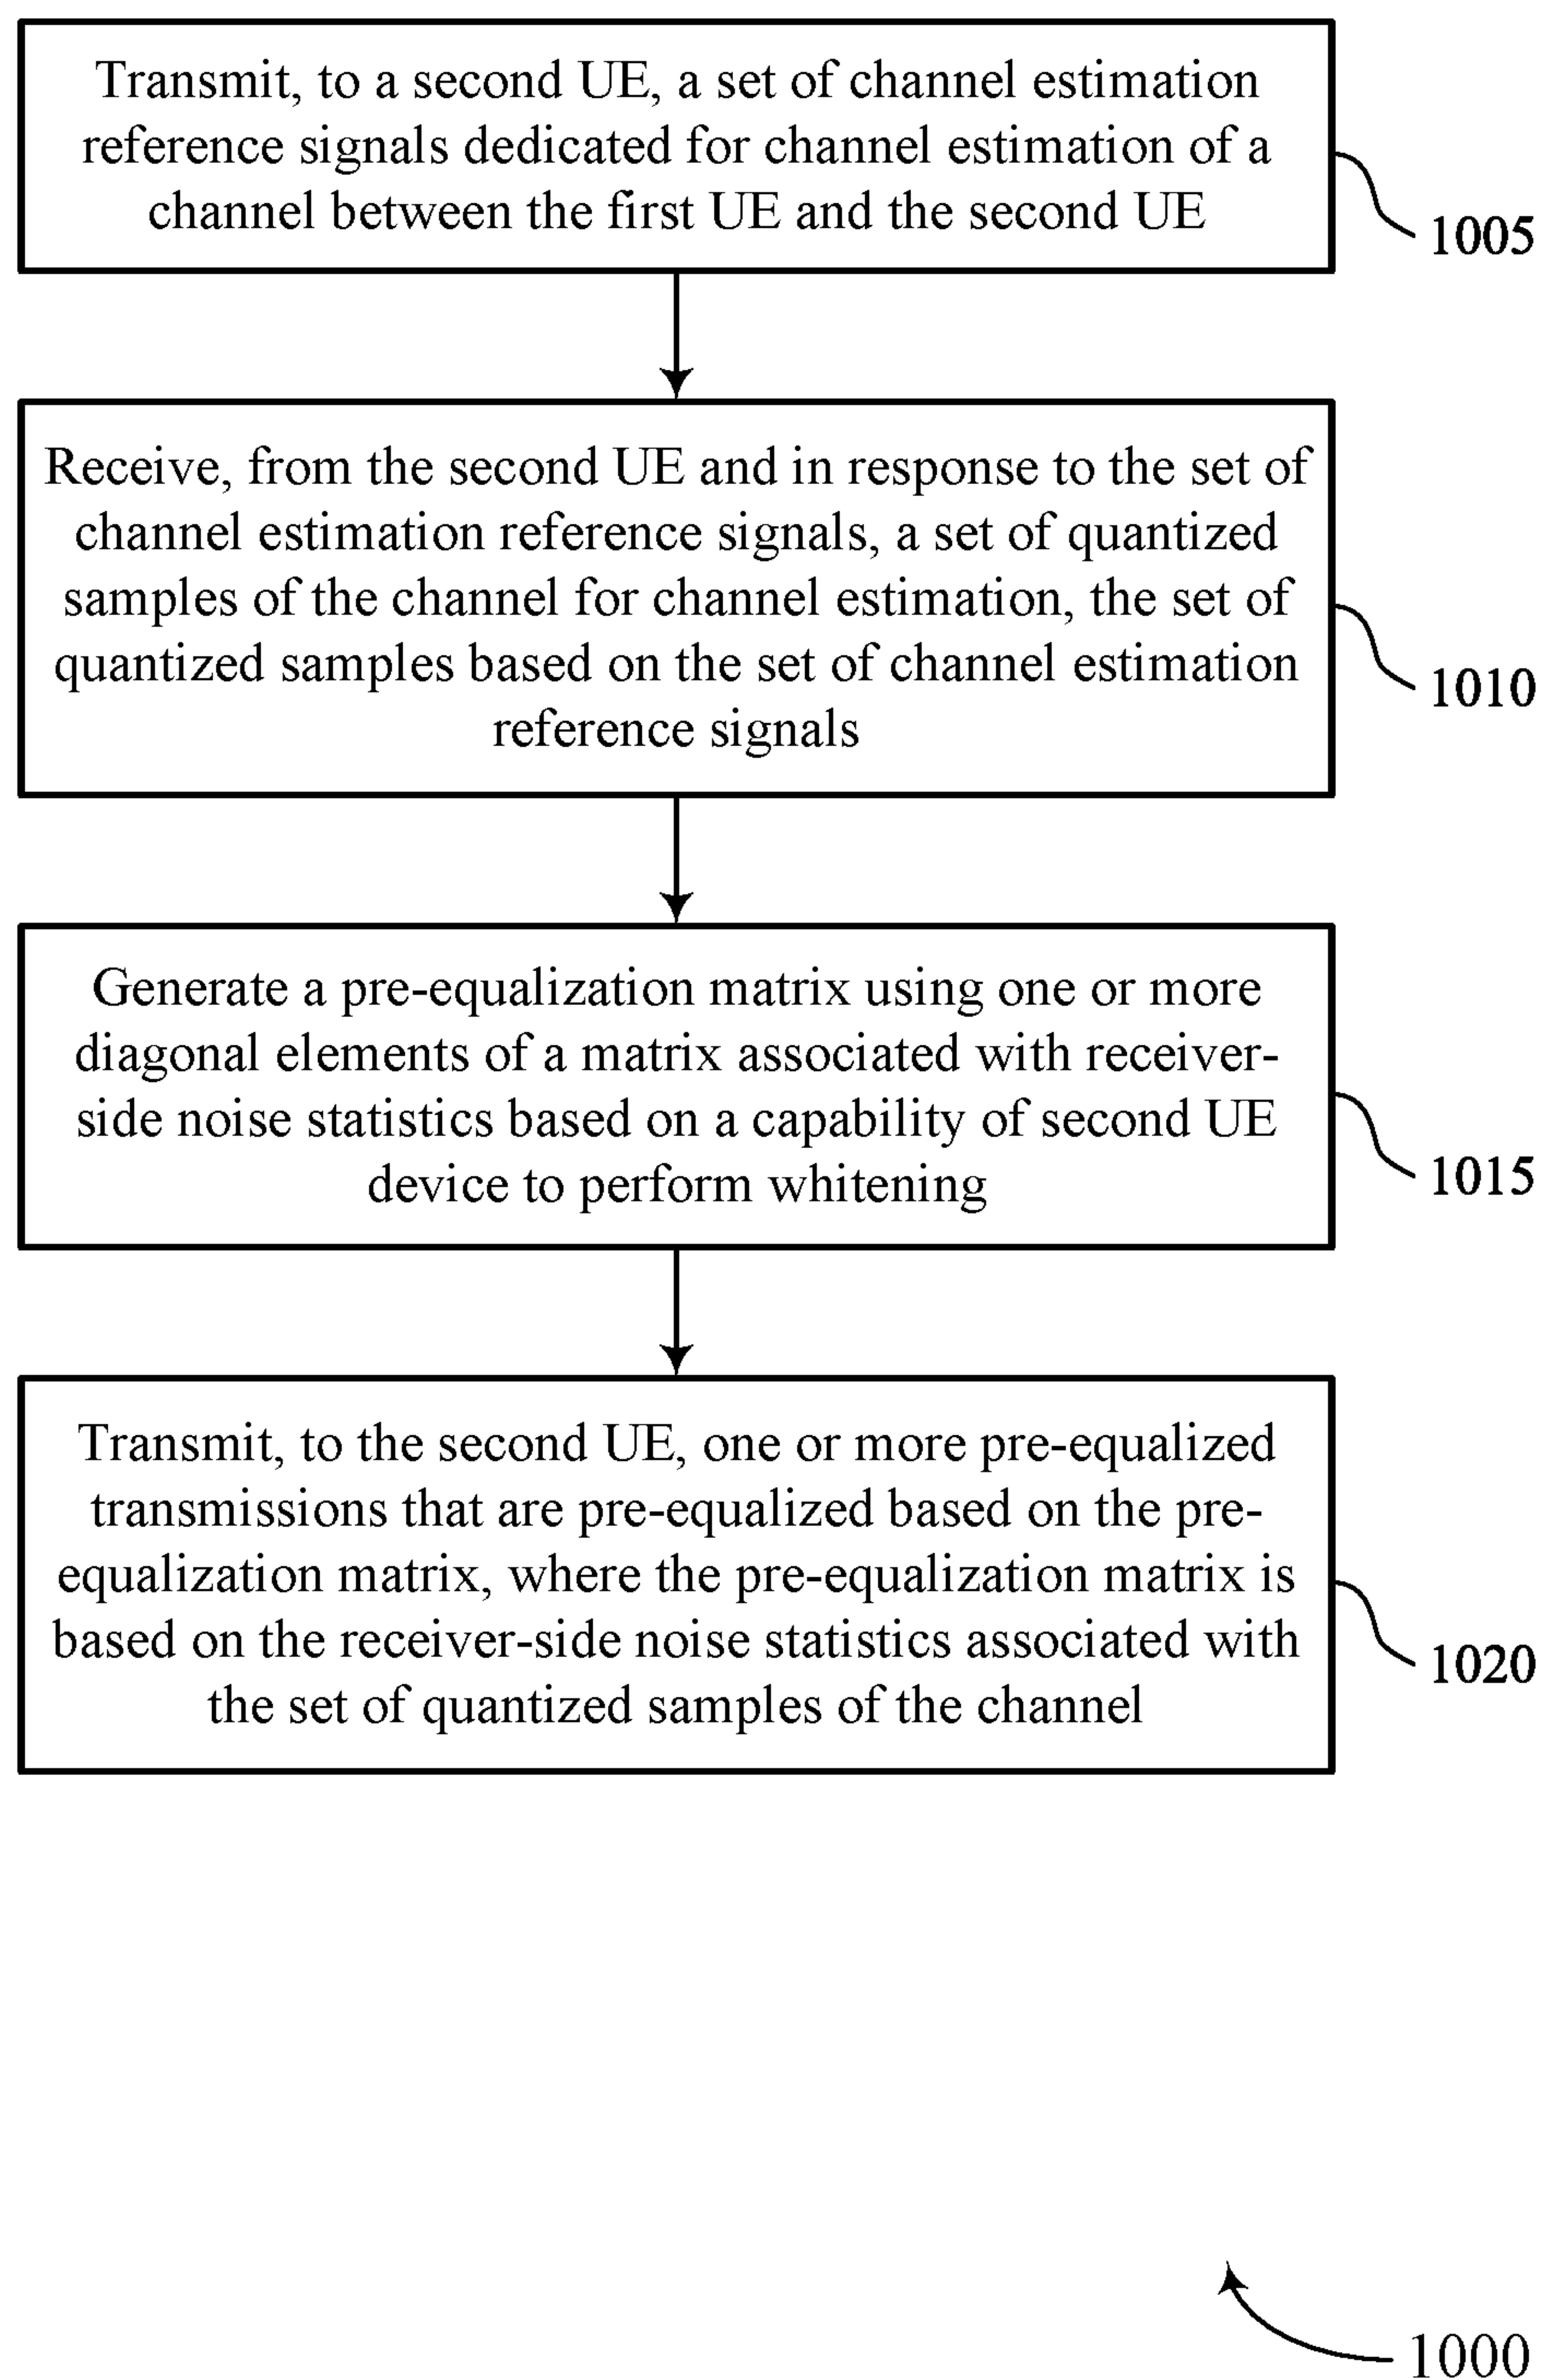 Transmit, to a second UE, a set of channel estimation
reference signals dedicated for channel estimation of a
channel between the first UE and the second UE
1005
Receive, from the second UE and in response to the set of
channel estimation reference signals, a set of quantized
samples of the channel for channel estimation, the set of
quantized samples based on the set of channel estimation
reference signals
1010
Generate a pre-equalization matrix using one or more
diagonal elements of a matrix associated with receiver-
side noise statistics based on a capability of second UE
device to perform whitening
1015
Transmit, to the second UE, one or more pre-equalized
transmissions that are pre-equalized based on the pre-
equalization matrix, where the pre-equalization matrix is
based on the receiver-side noise statistics associated with
the set of quantized samples of the channel
1020
1000